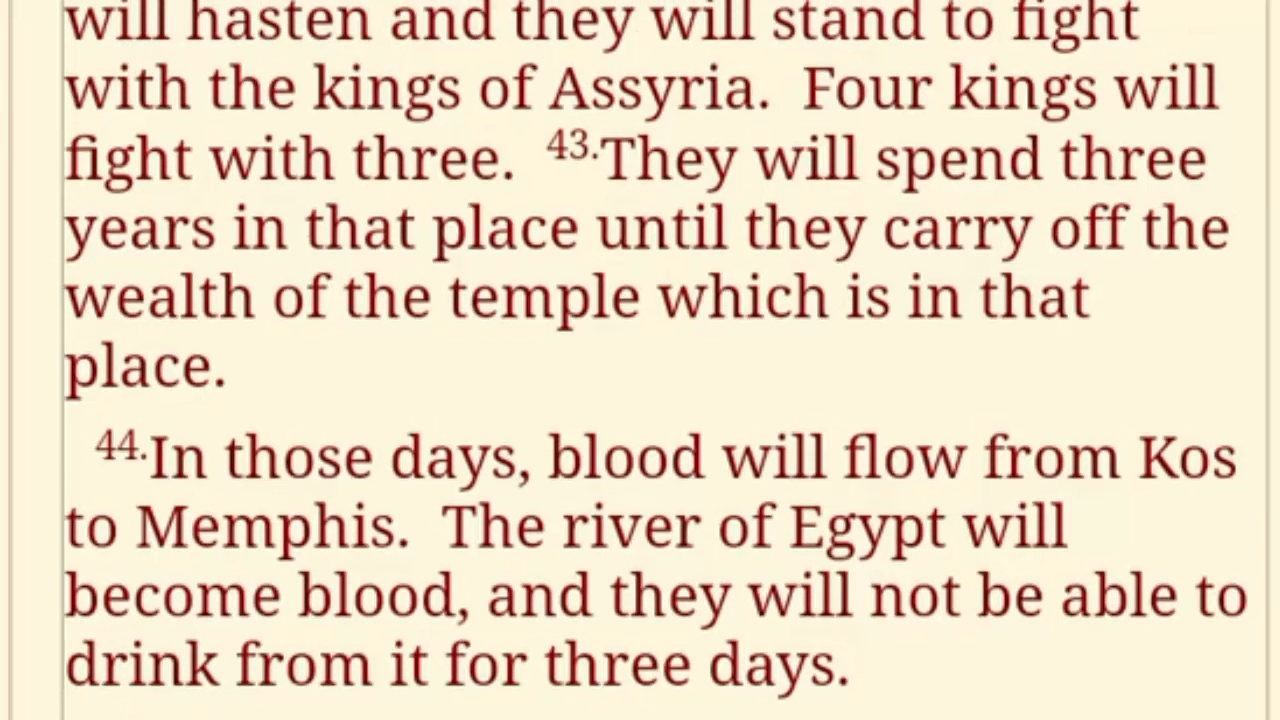 will hasten and they will stand to fight
with the kings of Assyria.  Four kings will
fight with three.  43.They will spend three
years in that place until they carry off the
wealth of the temple which is in that
place.
44.In those days, blood will flow from Kos
to Memphis.  The river of Egypt will
become blood, and they will not be able to
drink from it for three days.